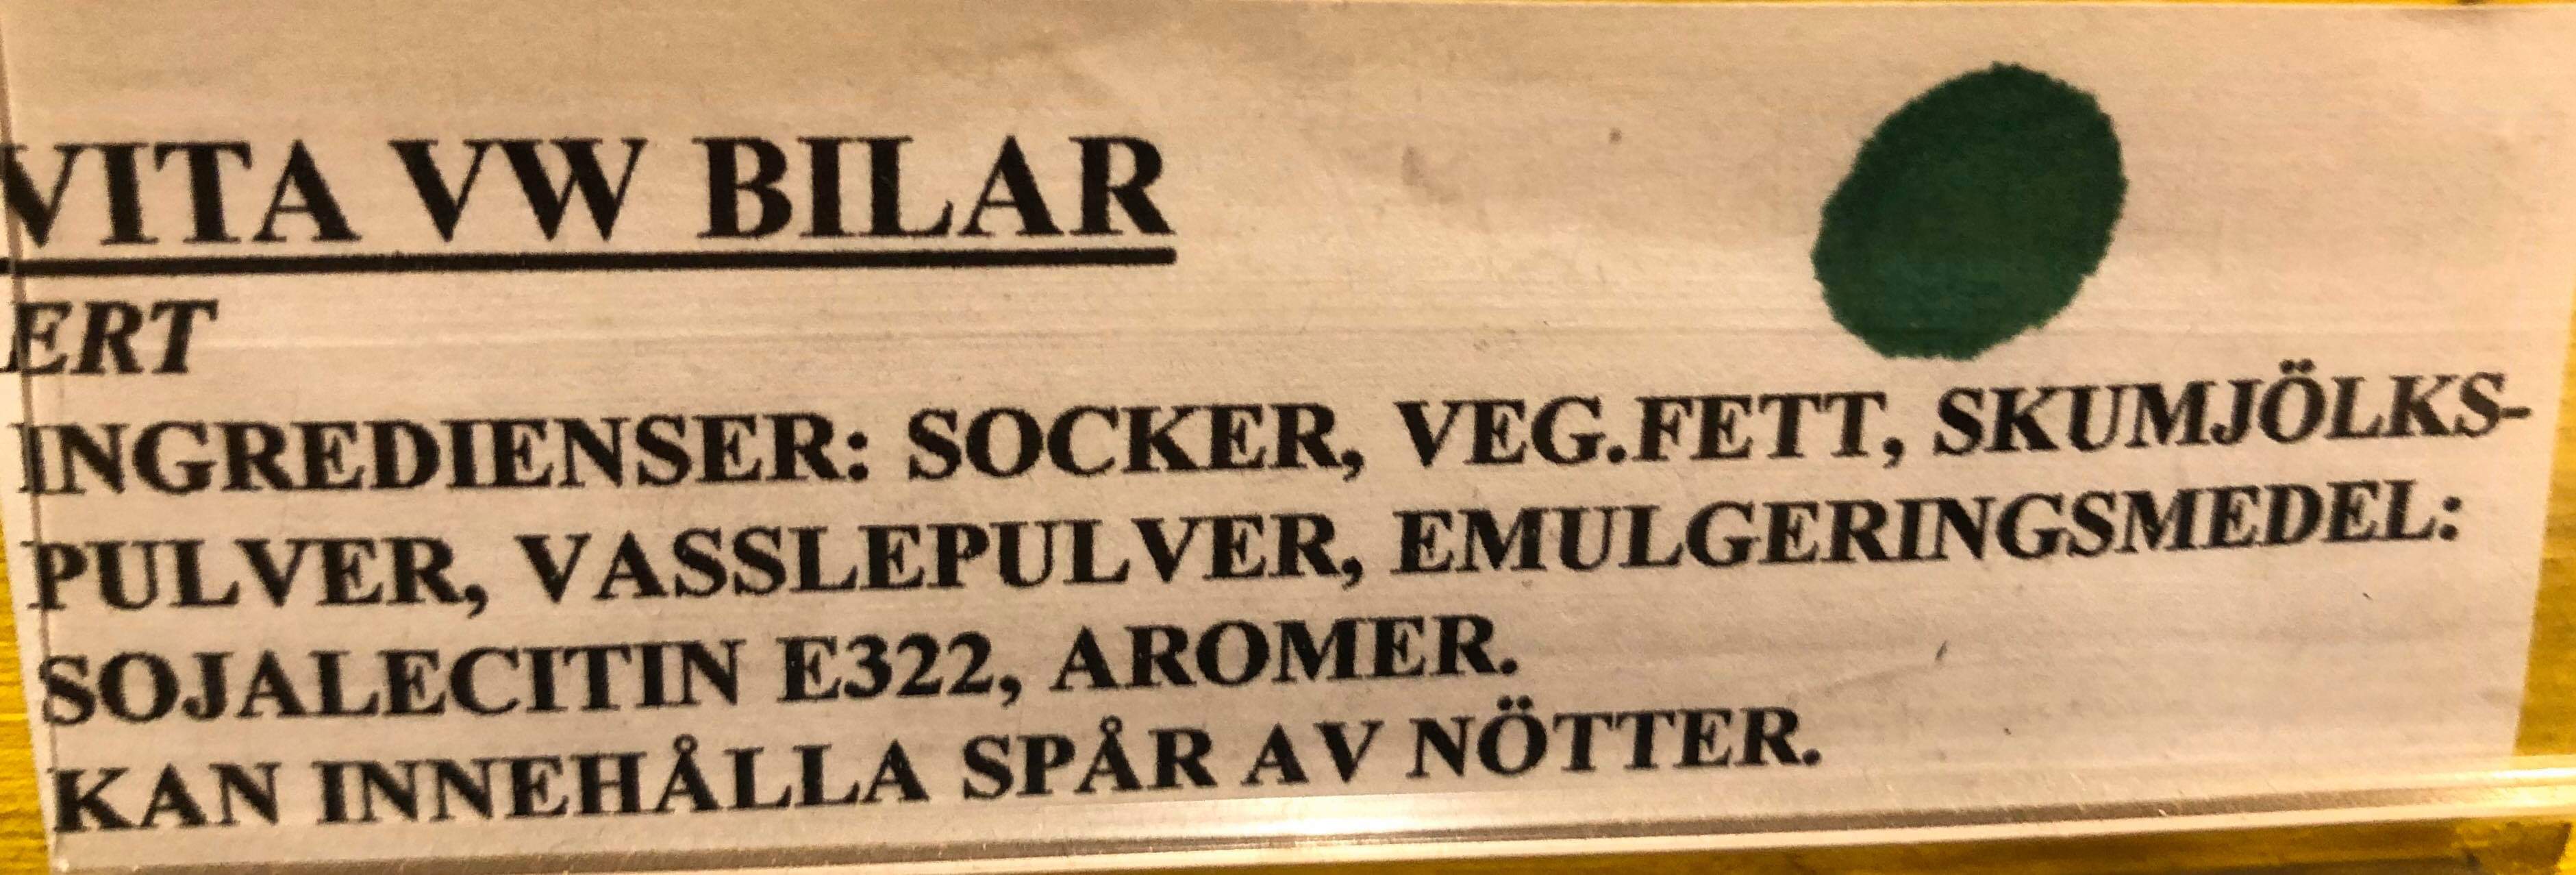 VITA VW BILAR
ERT
INGREDIENSER: SOCKER, VEG.FETT, SKUMJÖLKS-
PULVER, VASSLEPULVER, EMULGERINGSMEDEL:
SOJALECITIN E322, AROMER.
KAN INNEHÅLLA SPÅR AV NÖTTER.